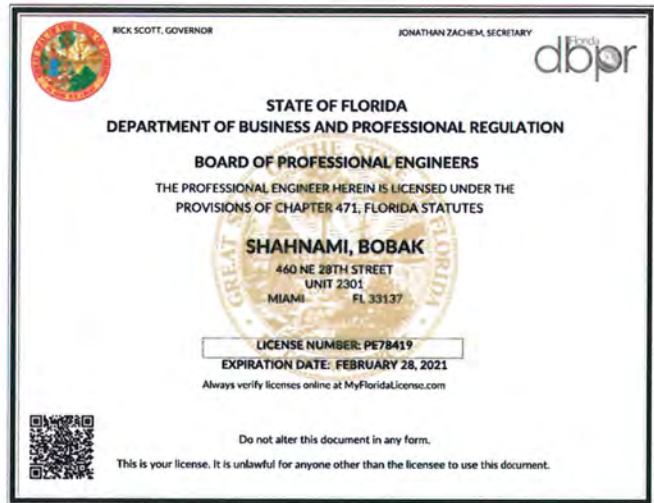 RICK SCOTT, GOVERNOR
JONATHAN ZACHEM, SECRETARY
Florida
dbpr
STATE OF FLORIDA
DEPARTMENT OF BUSINESS AND PROFESSIONAL REGULATION
BOARD OF PROFESSIONAL ENGINEERS
THE PROFESSIONAL ENGINEER HEREIN IS LICENSED UNDER THE
PROVISIONS OF CHAPTER 471, FLORIDA STATUTES
SHAHNAMI, BOBAK
460 NE 28TH STREET
UNIT 2301
MIAMI FL 33137
LICENSE NUMBER: PE78419
EXPIRATION DATE: FEBRUARY 28, 2021
Always verify licenses online at MyFloridaLicense.com
Do not alter this document in any form.
This is your license. It is unlawful for anyone other than the licensee to use this document.